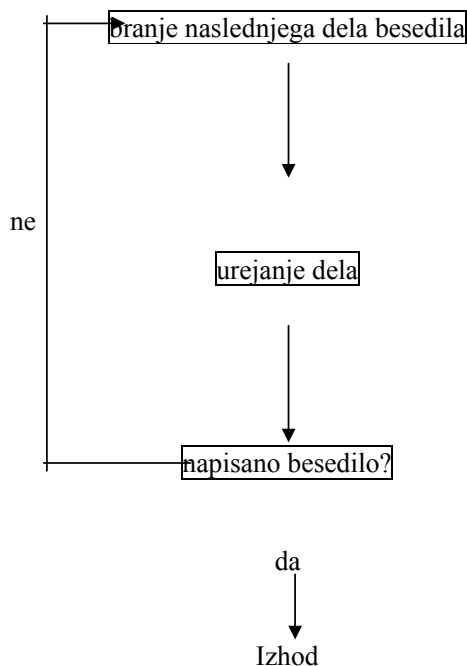 branje naslednjega dela besedila
ne
urejanje dela
napisano besedilo?
da
Izhod